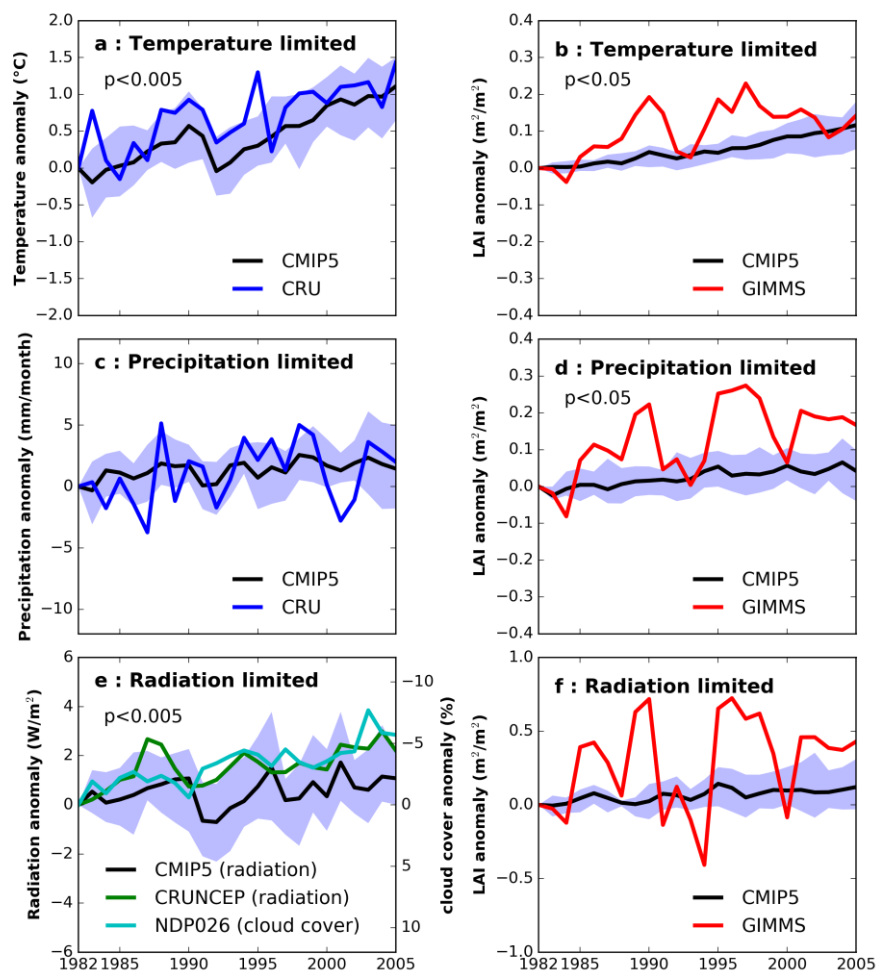 a : Temperature limited
p<0.005
Temperature anomaly (°C)
2.0
1.5
1.0
0.5
0.0
−0.5
−1.0
−1.5
−2.0
CMIP5
CRU
b : Temperature limited
p<0.05
LAI anomaly (m²/m²)
0.4
0.3
0.2
0.1
0.0
0.1
−0.2
−0.3
−0.4
CMIP5
GIMMS
c : Precipitation limited
Precipitation anomaly (mm/month)
10
5
0
−5
−10
CMIP5
CRU
d : Precipitation limited
p<0.05
LAI anomaly (m²/m²)
0.4
0.3
0.2
0.1
0.0
−0.1
−0.2
−0.3
−0.4
CMIP5
GIMMS
e : Radiation limited
p<0.005
Radiation anomaly (W/m²)
6
4
2
0
−2
−4
−6
cloud cover anomaly (%)
−10
−5
0
5
10
CMIP5 (radiation)
CRUNCEP (radiation)
NDP026 (cloud cover)
1982 1985 1990 1995 2000 2005
f : Radiation limited
LAI anomaly (m²/m²)
1.0
0.5
0.0
−0.5
−1.0
CMIP5
GIMMS
1982 1985 1990 1995 2000 2005